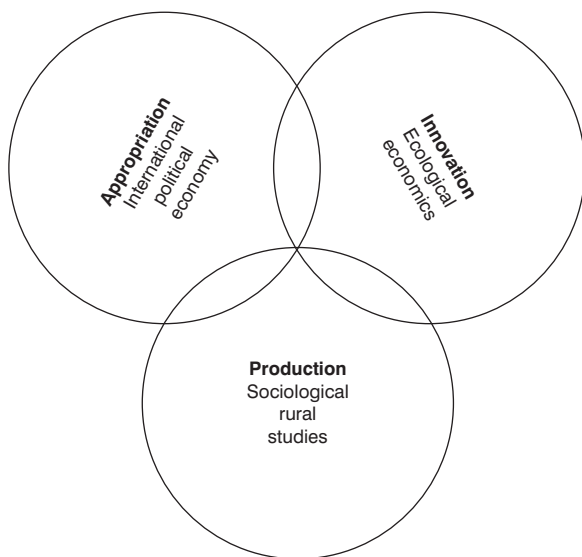 Appropriation
International
political
economy
Innovation
Ecological
economics
Production
Sociological
rural
studies